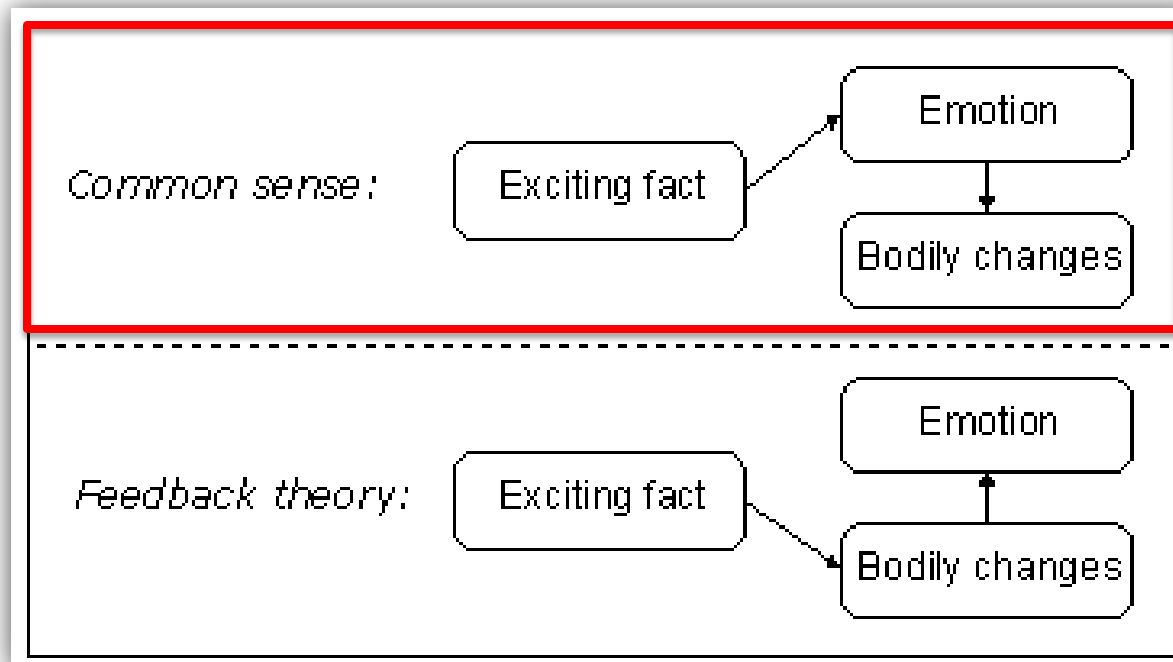 Common sense:
Exciting fact
Emotion
Bodily changes
Feedback theory:
Exciting fact
Emotion
Bodily changes